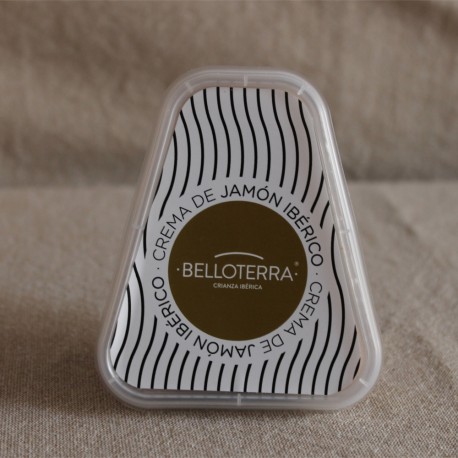 · CREMA DE JAMÓN IBÉRICO · CREMA DE JAMÓN IBÉRICO
· BELLOTERRA® ·
CRIANZA IBÉRICA